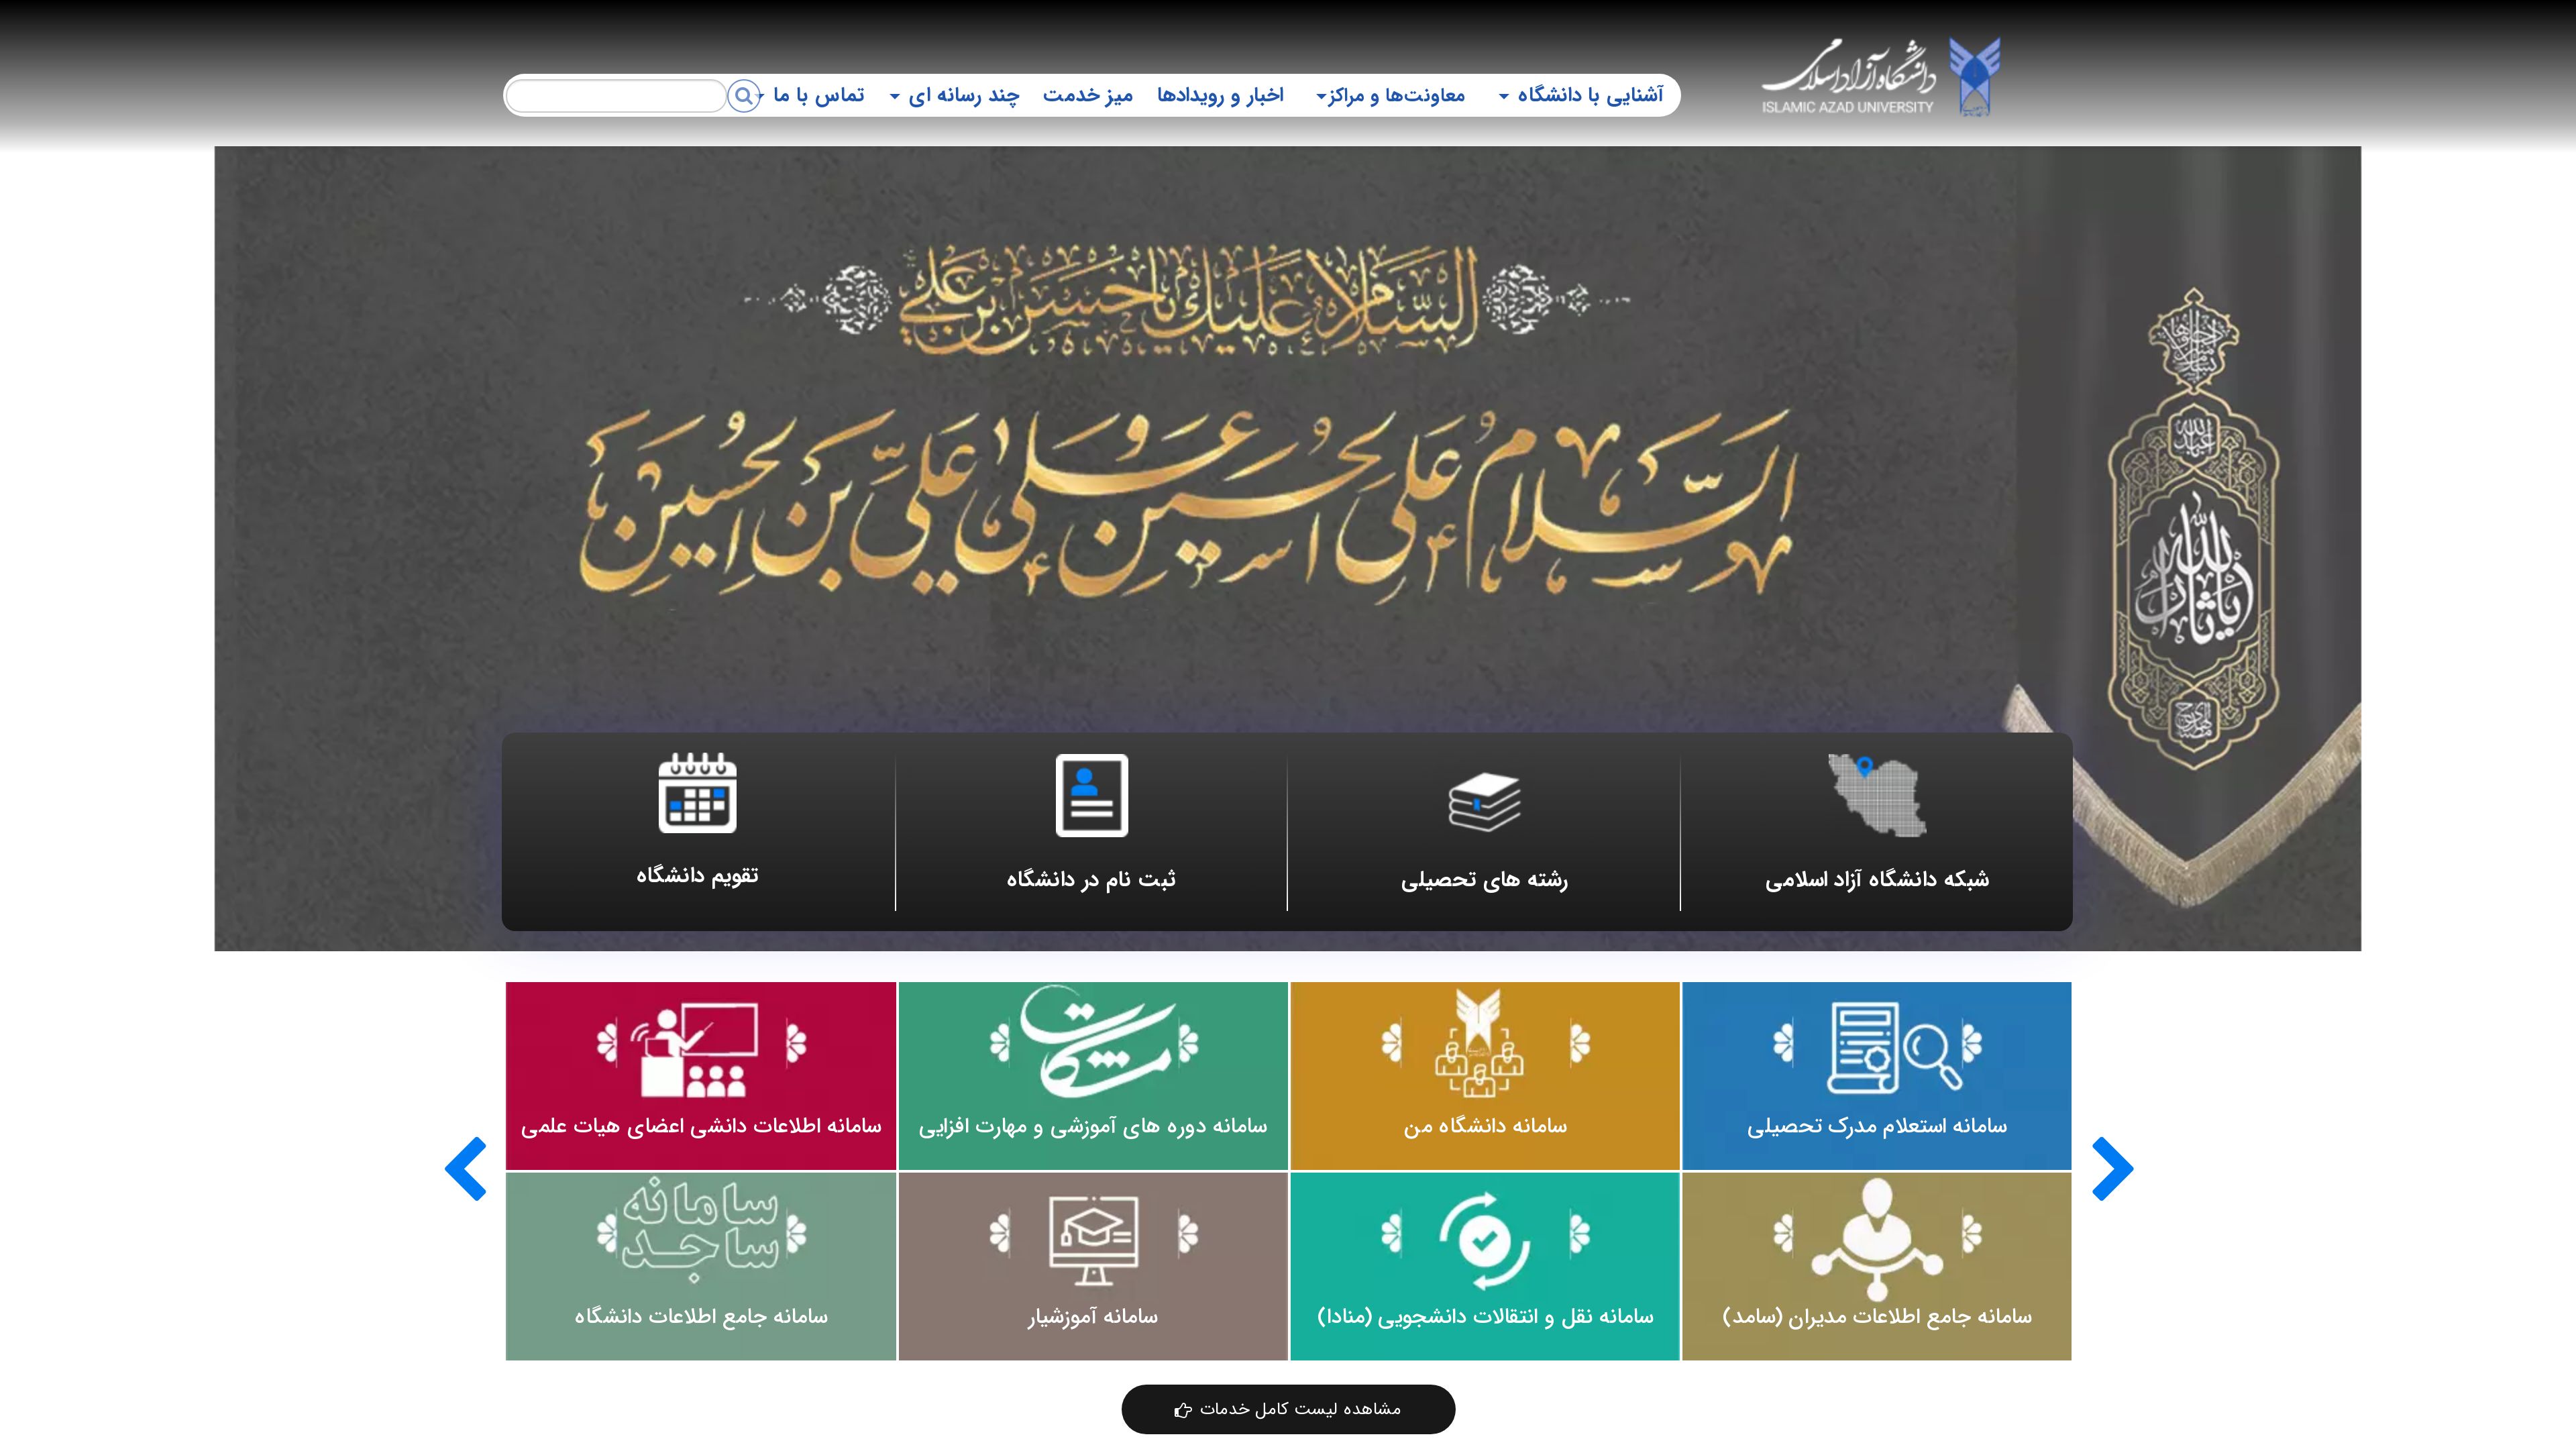 دانشگاه آزاد اسلامی
ISLAMIC AZAD UNIVERSITY
آشنایی با دانشگاه
معاونت‌ها و مراکز
اخبار و رویدادها
میز خدمت
چند رسانه ای
تماس با ما
السلام علیك یا حسین بن علی
السلام علی الحسین و علی علی بن الحسین
یا ثارالله
شبکه دانشگاه آزاد اسلامی
رشته های تحصیلی
ثبت نام در دانشگاه
تقویم دانشگاه
سامانه استعلام مدرک تحصیلی
سامانه دانشگاه من
مشکات
سامانه دوره های آموزشی و مهارت افزایی
سامانه اطلاعات دانشی اعضای هیات علمی
سامانه جامع اطلاعات مدیران (سامد)
سامانه نقل و انتقالات دانشجویی (منادا)
سامانه آموزشیار
سامانه
ساجد
سامانه جامع اطلاعات دانشگاه
مشاهده لیست کامل خدمات